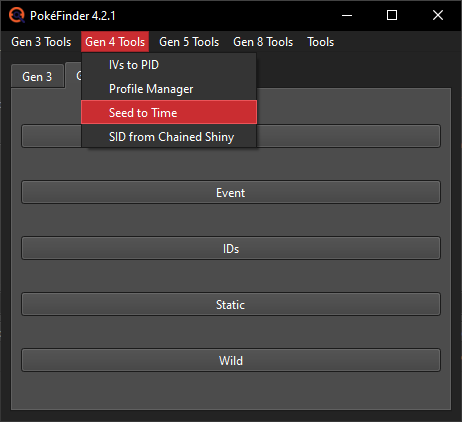 PokéFinder 4.2.1
Gen 3 Tools Gen 4 Tools Gen 5 Tools Gen 8 Tools Tools
IVs to PID
Gen 3 G
Profile Manager
Seed to Time
SID from Chained Shiny
Event
IDs
Static
Wild